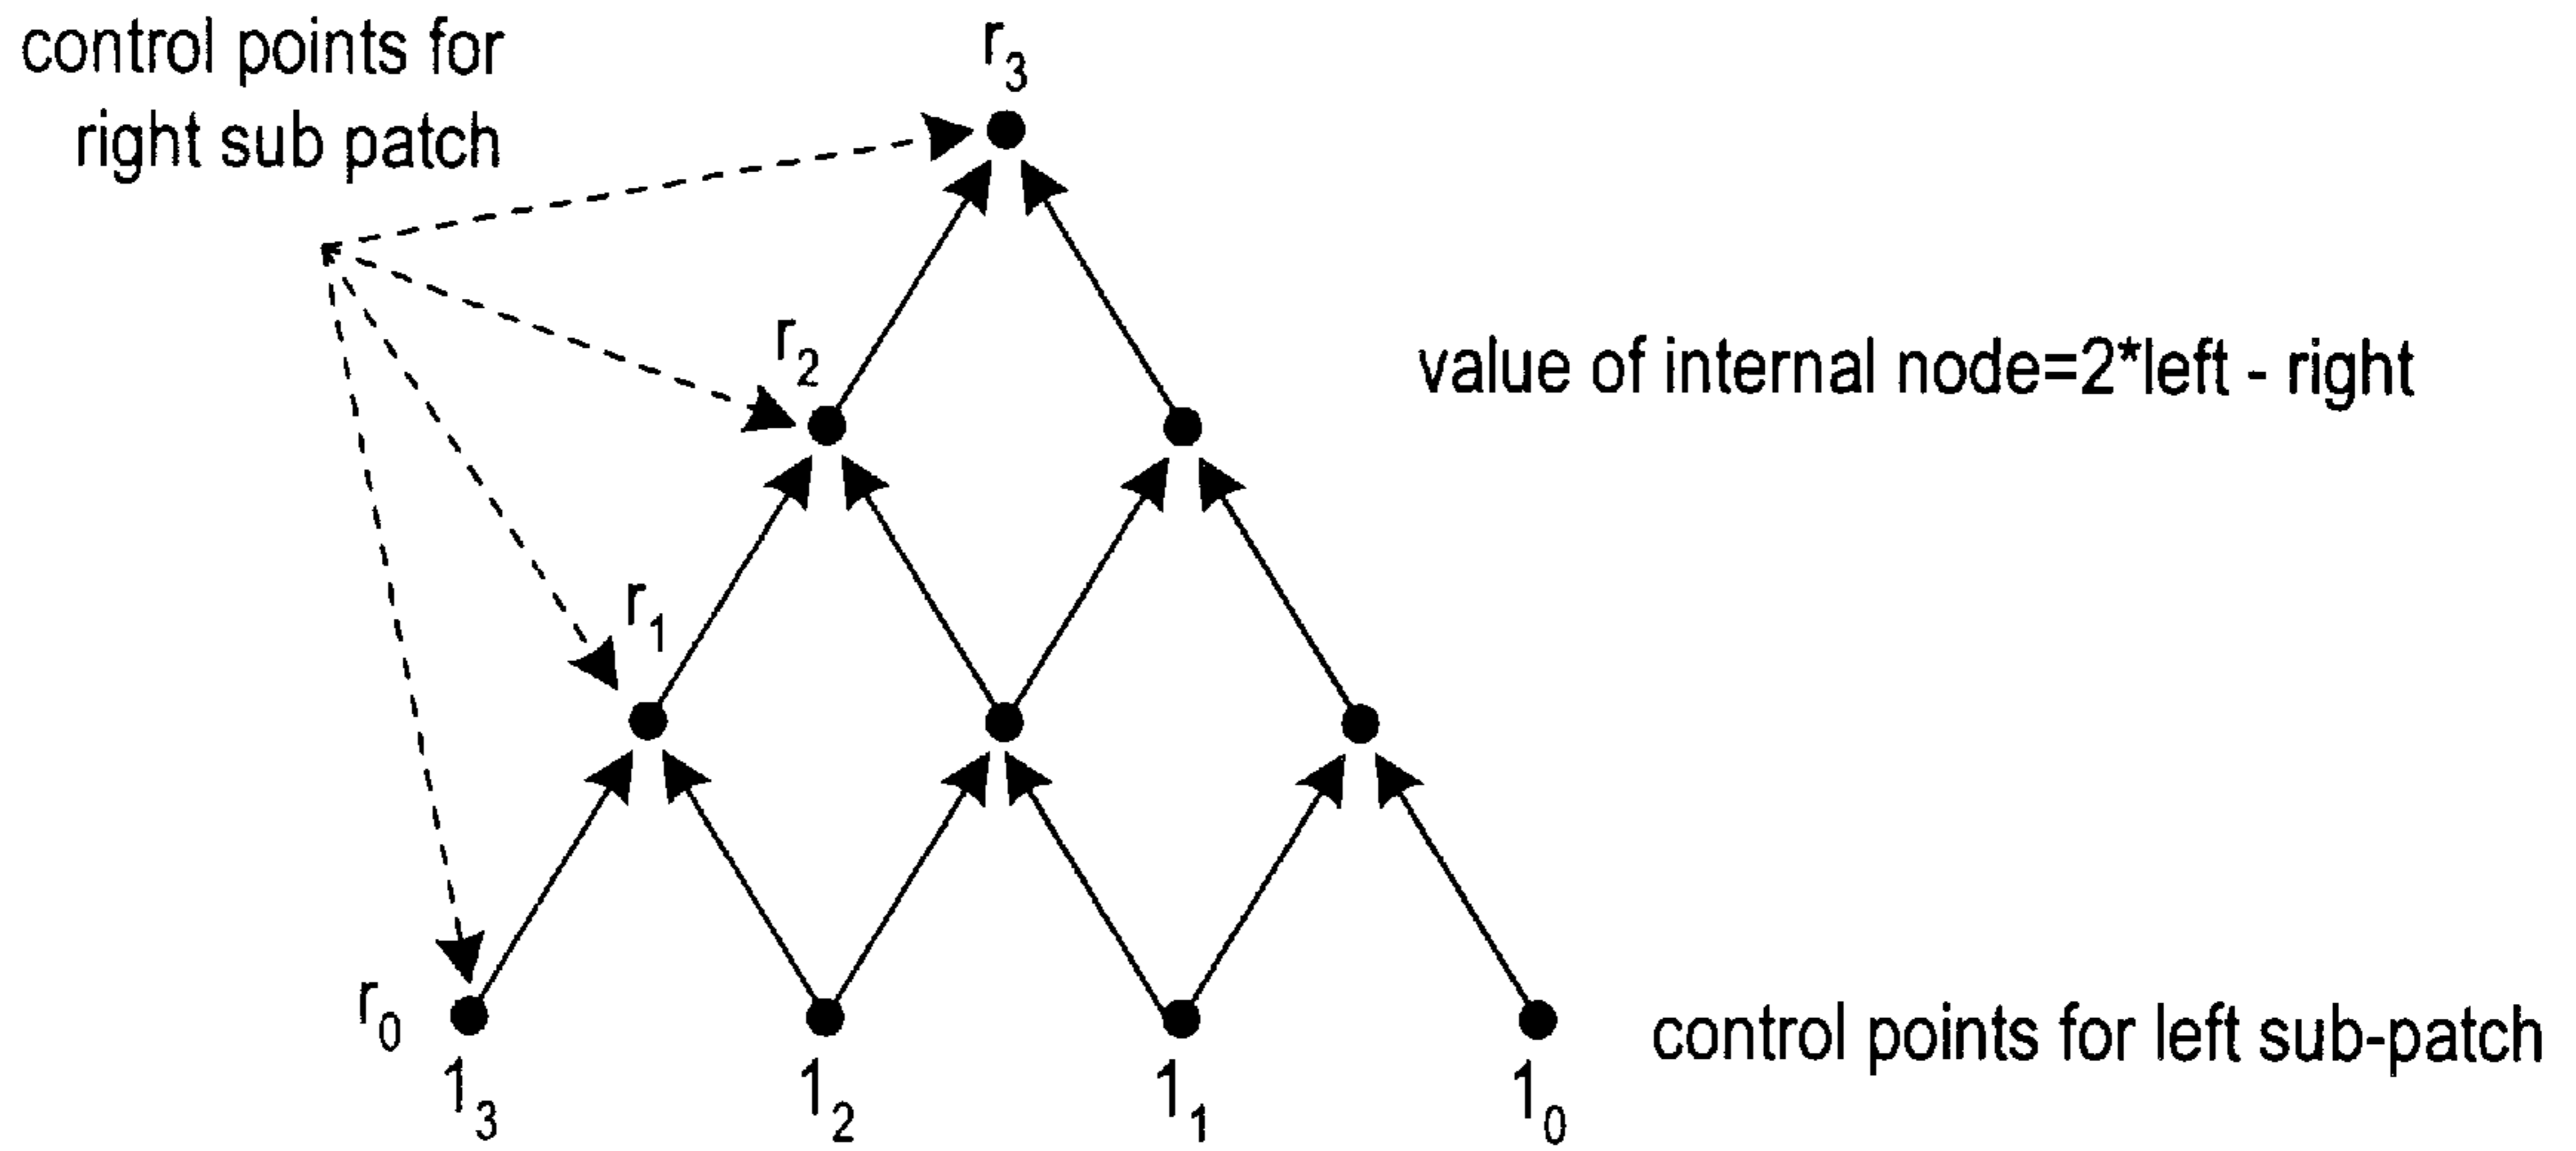 control points for
right sub patch
r3
r2
value of internal node=2*left - right
r1
r0
control points for left sub-patch
13
12
11
10